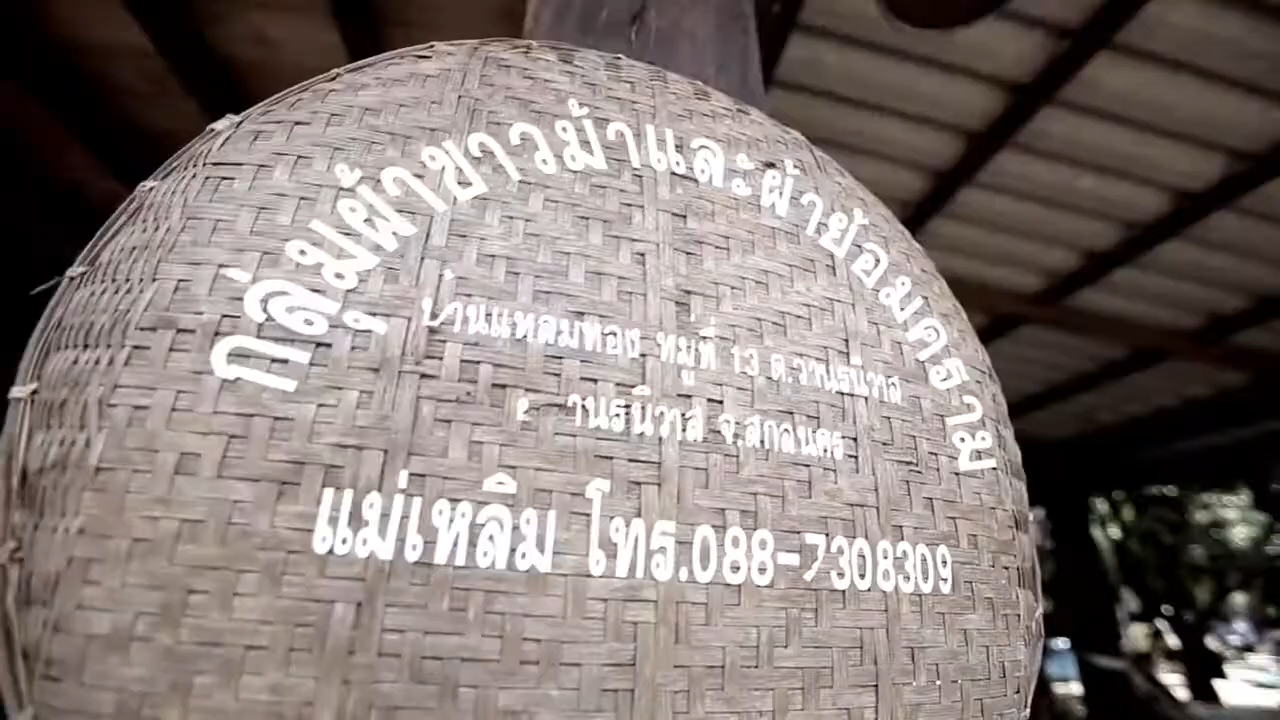 กลุ่มผ้าขาวม้าและผ้าย้อมคราม
บ้านแหลมทอง หมู่ที่ 13 ต.วานรนิวาส
านรนิวาส จ.สกลนคร
แม่เหลิม โทร.088-7308309